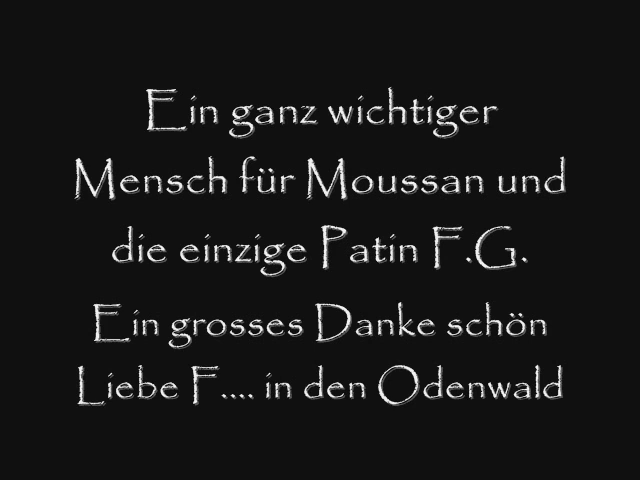 Ein ganz wichtiger
Mensch für Moussan und
die einzige Patin F.G.
Ein grosses Danke schön
Liebe F.... in den Odenwald